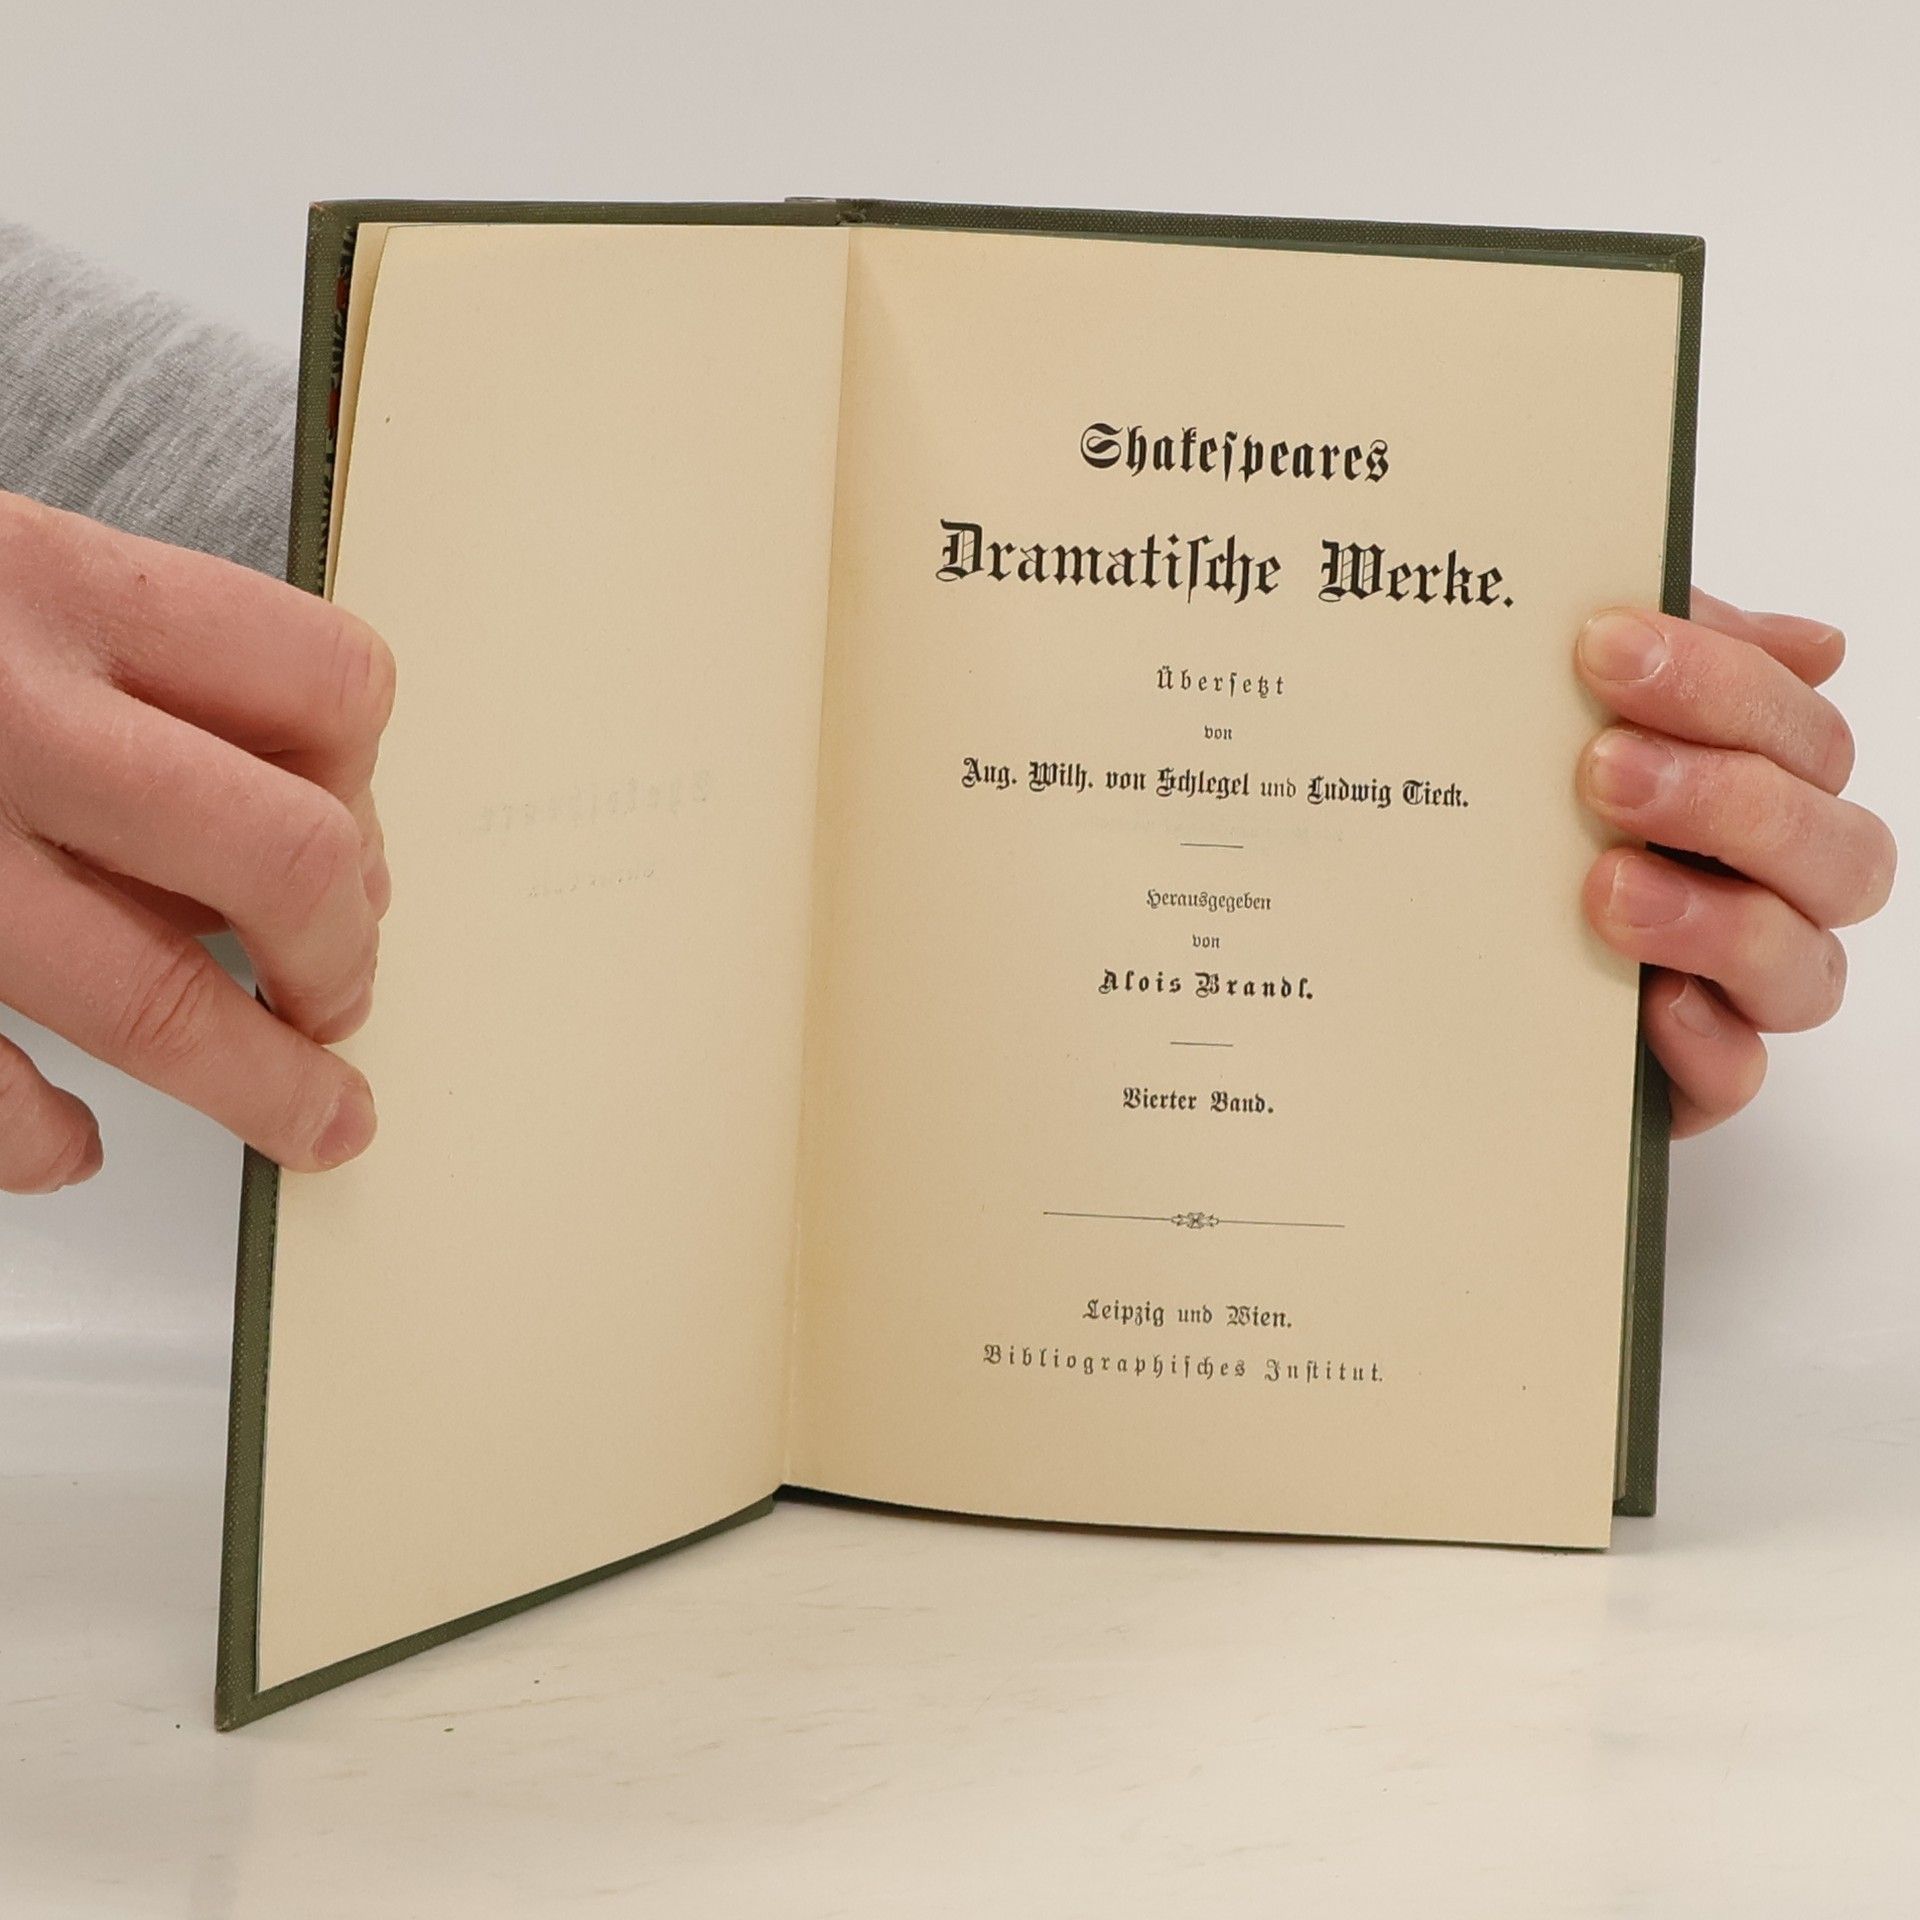 Shakeſpeares
Dramatiſche Werke.
Überſetzt
von
Aug. Wilh. von Schlegel und Ludwig Tieck.
Herausgegeben
von
Alois Brandl.
Vierter Band.
Leipzig und Wien.
Bibliographiſches Inſtitut.